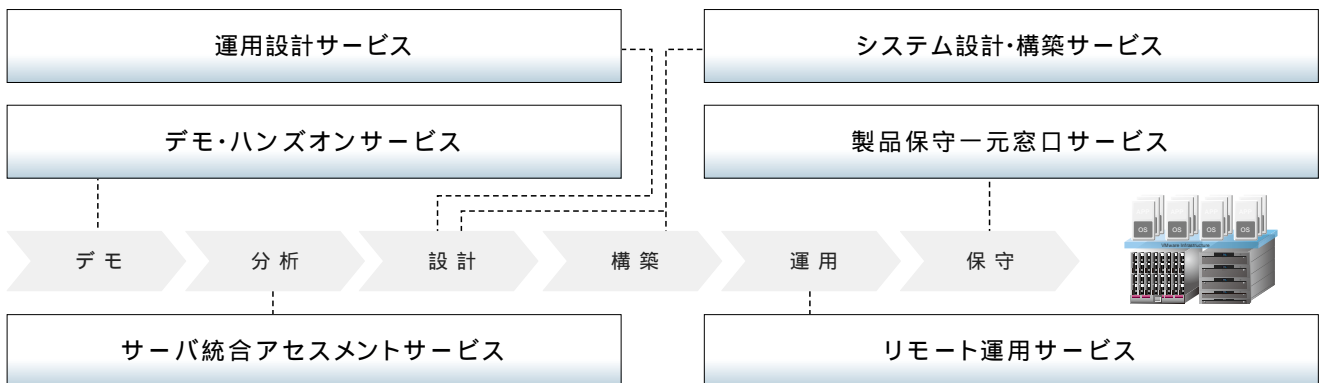 運用設計サービス
システム設計・構築サービス
デモ・ハンズオンサービス
製品保守一元窓口サービス
OS OS OS OS
VMware Infrastructure
デモ
分析
設計
構築
運用
保守
サーバ統合アセスメントサービス
リモート運用サービス